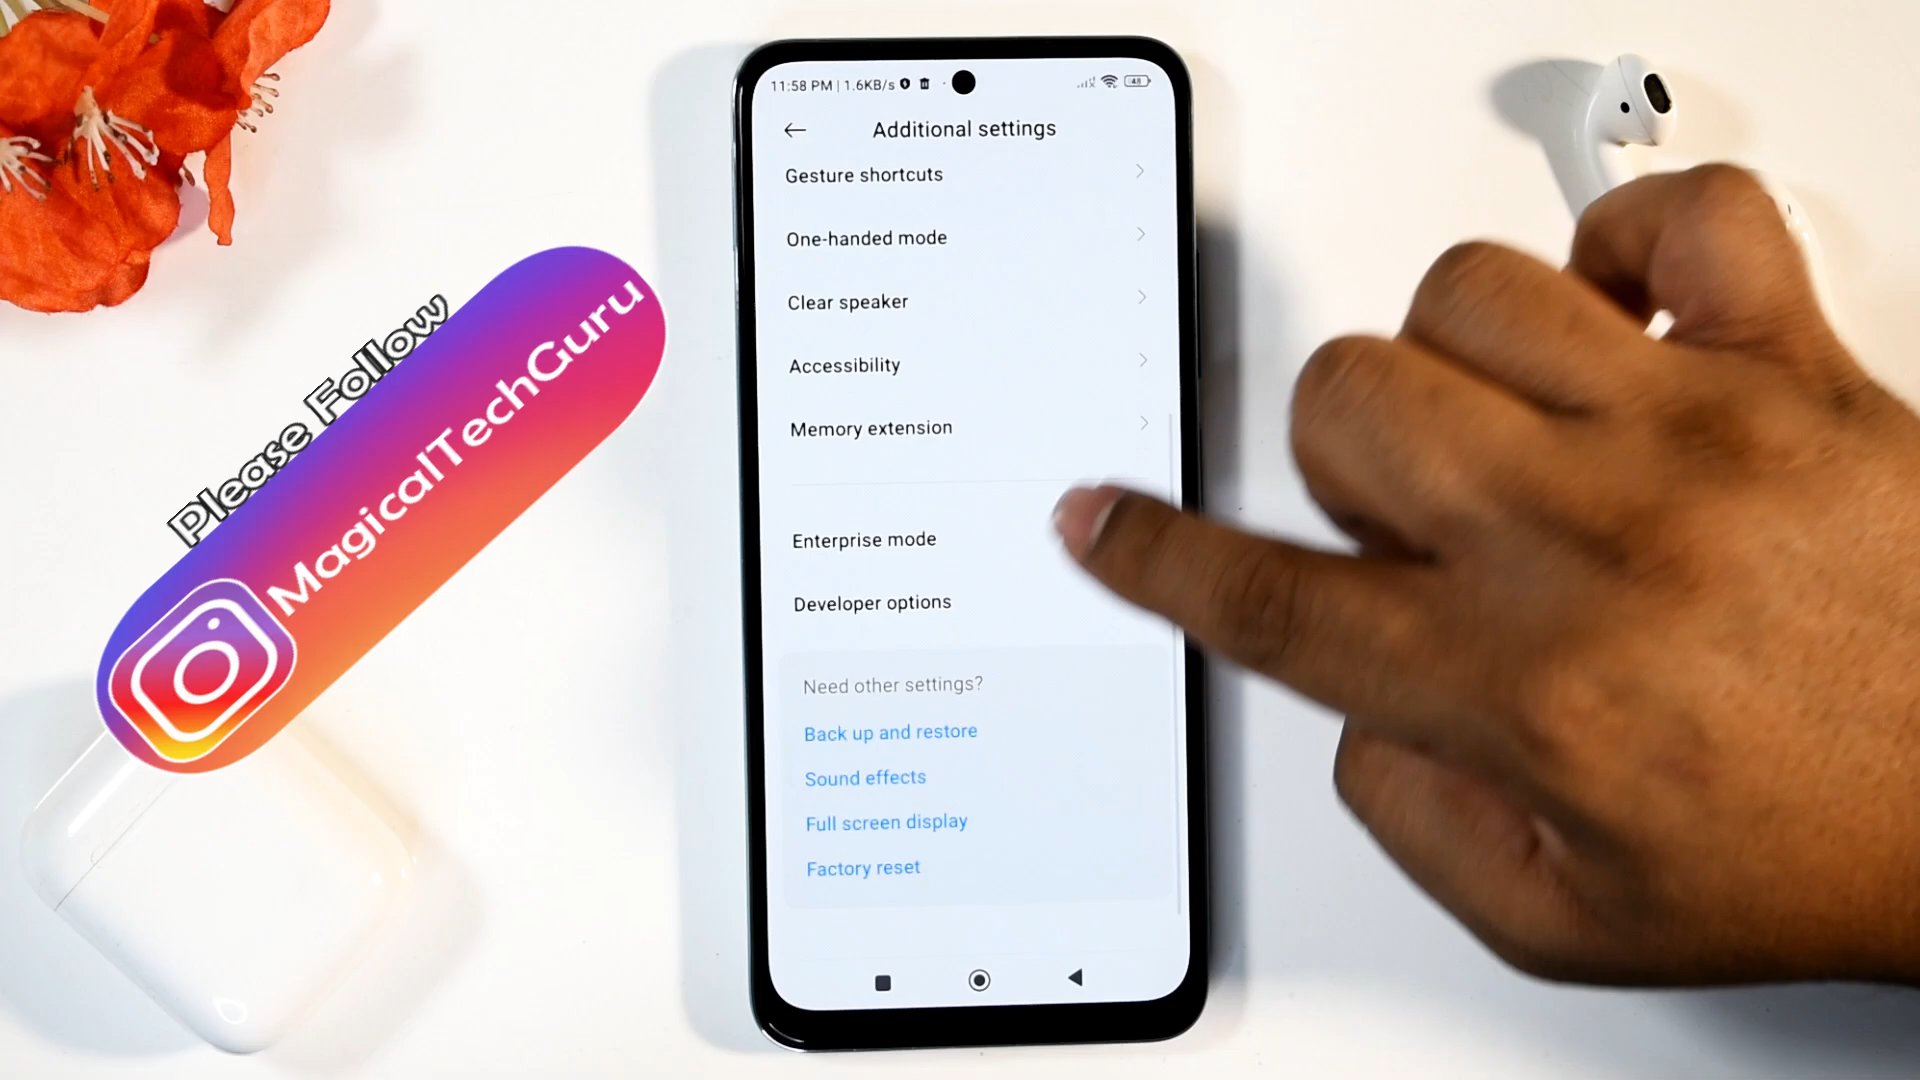 11:58 PM | 1.6KB/s
48
Additional settings
Gesture shortcuts
One-handed mode
Clear speaker
Accessibility
Memory extension
Enterprise mode
Developer options
Need other settings?
Back up and restore
Sound effects
Full screen display
Factory reset
Please Follow
MagicalTechGuru